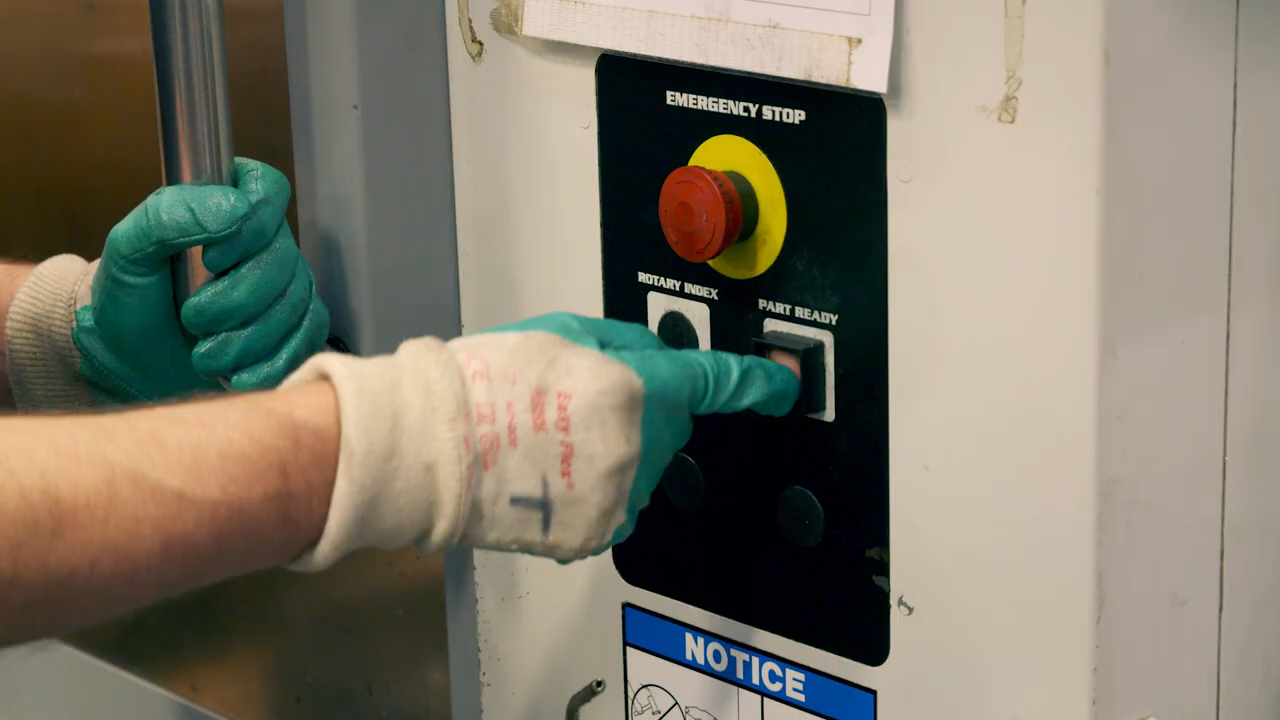 EMERGENCY STOP
ROTARY INDEX
PART READY
NOTICE
T